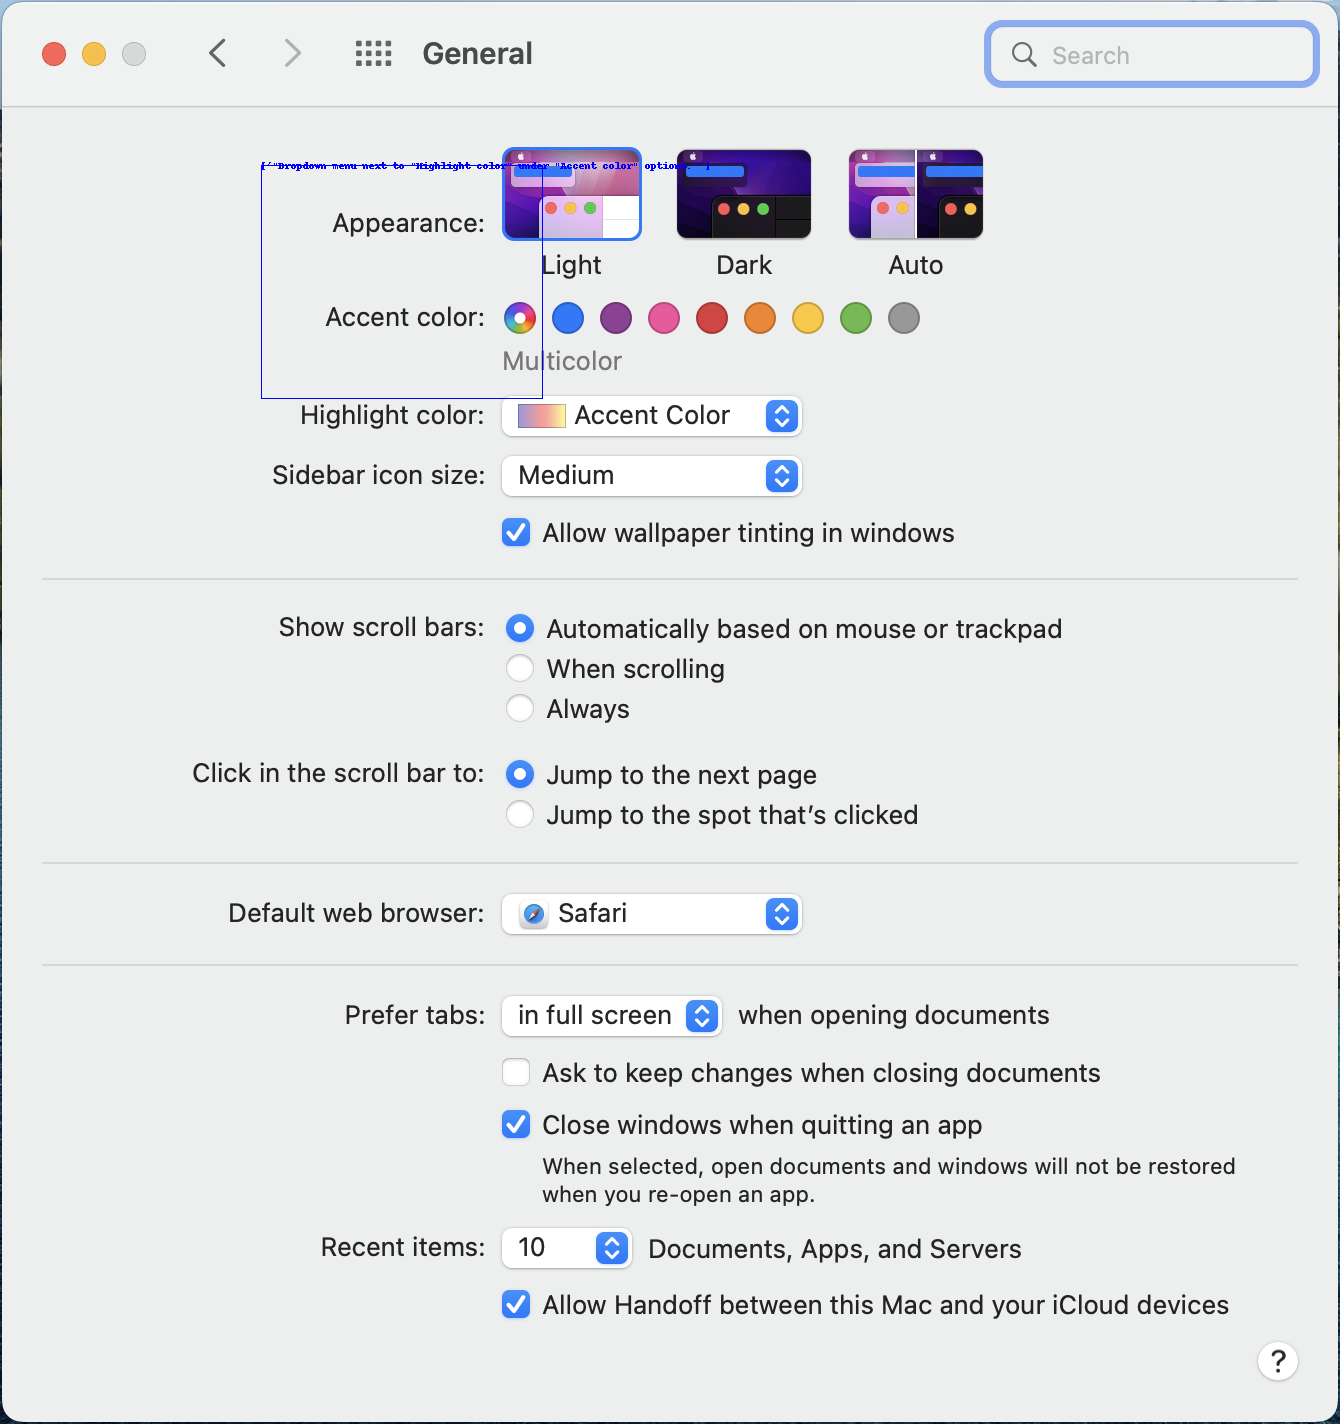 General
Search
["Dropdown menu next to "Highlight color" under "Accent color" option
Appearance:
Light
Dark
Auto
Accent color:
Multicolor
Highlight color:
Accent Color
Sidebar icon size:
Medium
Allow wallpaper tinting in windows
Show scroll bars:
Automatically based on mouse or trackpad
When scrolling
Always
Click in the scroll bar to:
Jump to the next page
Jump to the spot that’s clicked
Default web browser:
Safari
Prefer tabs:
in full screen
when opening documents
Ask to keep changes when closing documents
Close windows when quitting an app
When selected, open documents and windows will not be restored
when you re-open an app.
Recent items:
10
Documents, Apps, and Servers
Allow Handoff between this Mac and your iCloud devices
?